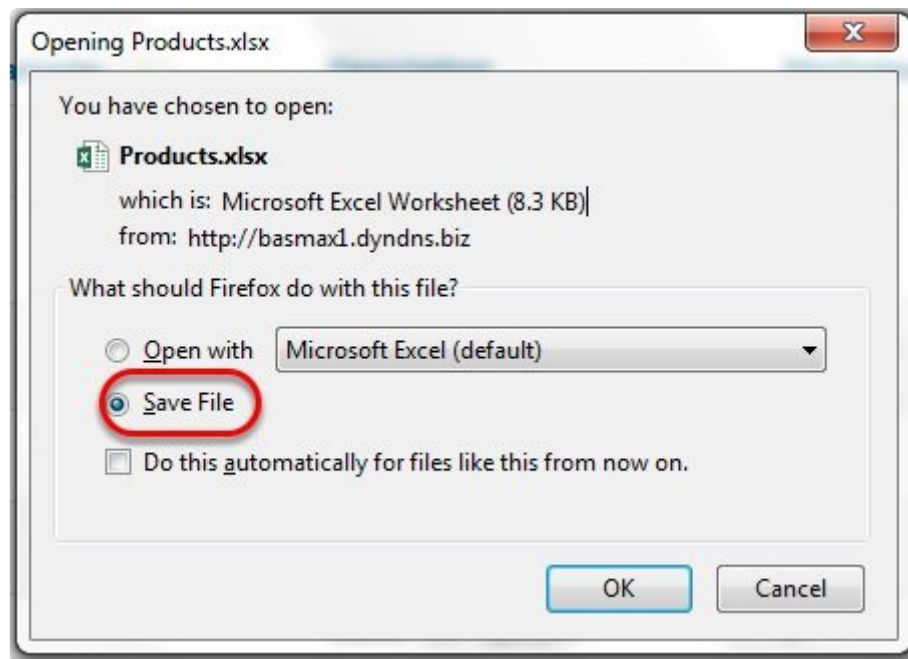 Opening Products.xlsx
You have chosen to open:
Products.xlsx
which is: Microsoft Excel Worksheet (8.3 KB)
from: http://basmax1.dyndns.biz
What should Firefox do with this file?
Open with Microsoft Excel (default)
Save File
Do this automatically for files like this from now on.
OK Cancel